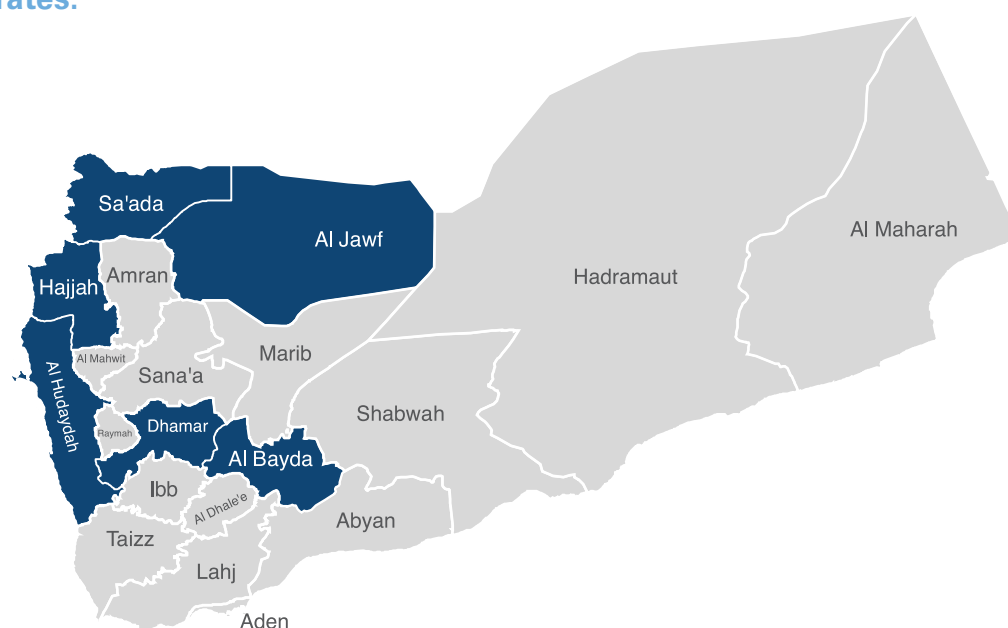 rates:
Sa'ada
Al Jawf
Al Maharah
Hajjah
Amran
Hadramaut
Al Mahwit
Marib
Sana'a
Al Hudaydah
Shabwah
Raymah
Dhamar
Al Bayda
Ibb
Al Dhale'e
Abyan
Taizz
Lahj
Aden